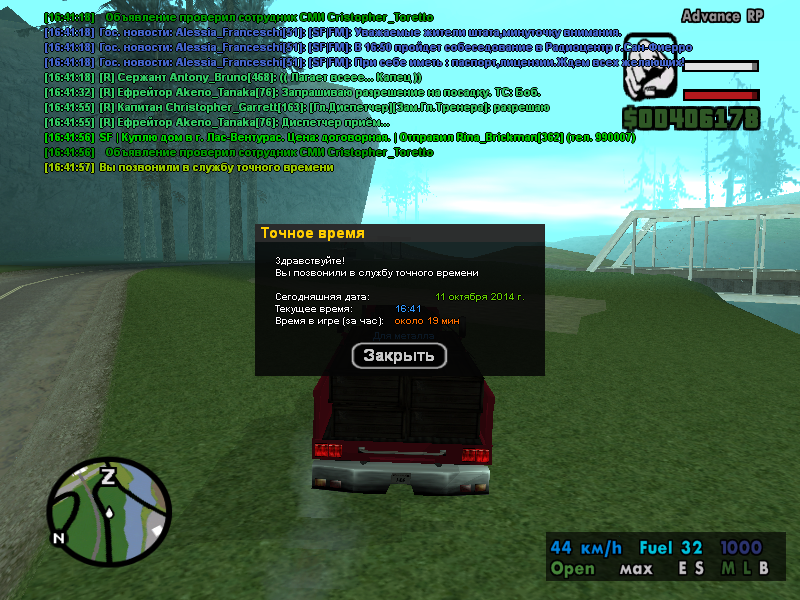 [16:41:18] Объявление проверил сотрудник СМИ Cristopher_Toretto
Advance RP
[16:41:18] Гос. новости: Alessia_Franceschi[51]: [SF|FM]: Уважаемые жители штата,минуточку внимания.
[16:41:18] Гос. новости: Alessia_Franceschi[51]: [SF|FM]: В 16:50 пройдет собеседование в Радиоцентр г.Сан-Фиерро
[16:41:18] Гос. новости: Alessia_Franceschi[51]: [SF|FM]: При себе иметь : паспорт,лицензии.Ждем всех желающих!
[16:41:18] [R] Сержант Antony_Bruno[468]: (( Лагает всеее... Капец ))
[16:41:32] [R] Ефрейтор Akeno_Tanaka[76]: Запрашиваю разрешение на поездку. ТС: Боб.
[16:41:55] [R] Капитан Christopher_Garrett[163]: [Гл.Диспетчер][Зам.Гл.Тренера]: разрешаю
[16:41:55] [R] Ефрейтор Akeno_Tanaka[76]: Диспетчер приём...
$00406178
[16:41:56] SF | Куплю дом в г. Лас-Вентурас. Цена: договорная. | Отправил Rina_Brickman[362] (тел. 990007)
[16:41:56] Объявление проверил сотрудник СМИ Cristopher_Toretto
[16:41:57] Вы позвонили в службу точного времени
Точное время
Здравствуйте!
Вы позвонили в службу точного времени
Сегодняшняя дата: 11 октября 2014 г.
Текущее время: 16:41
Время в игре (за час): около 19 мин
Закрыть
Z
N
44 км/h Fuel 32 1000
Open max E S M L B